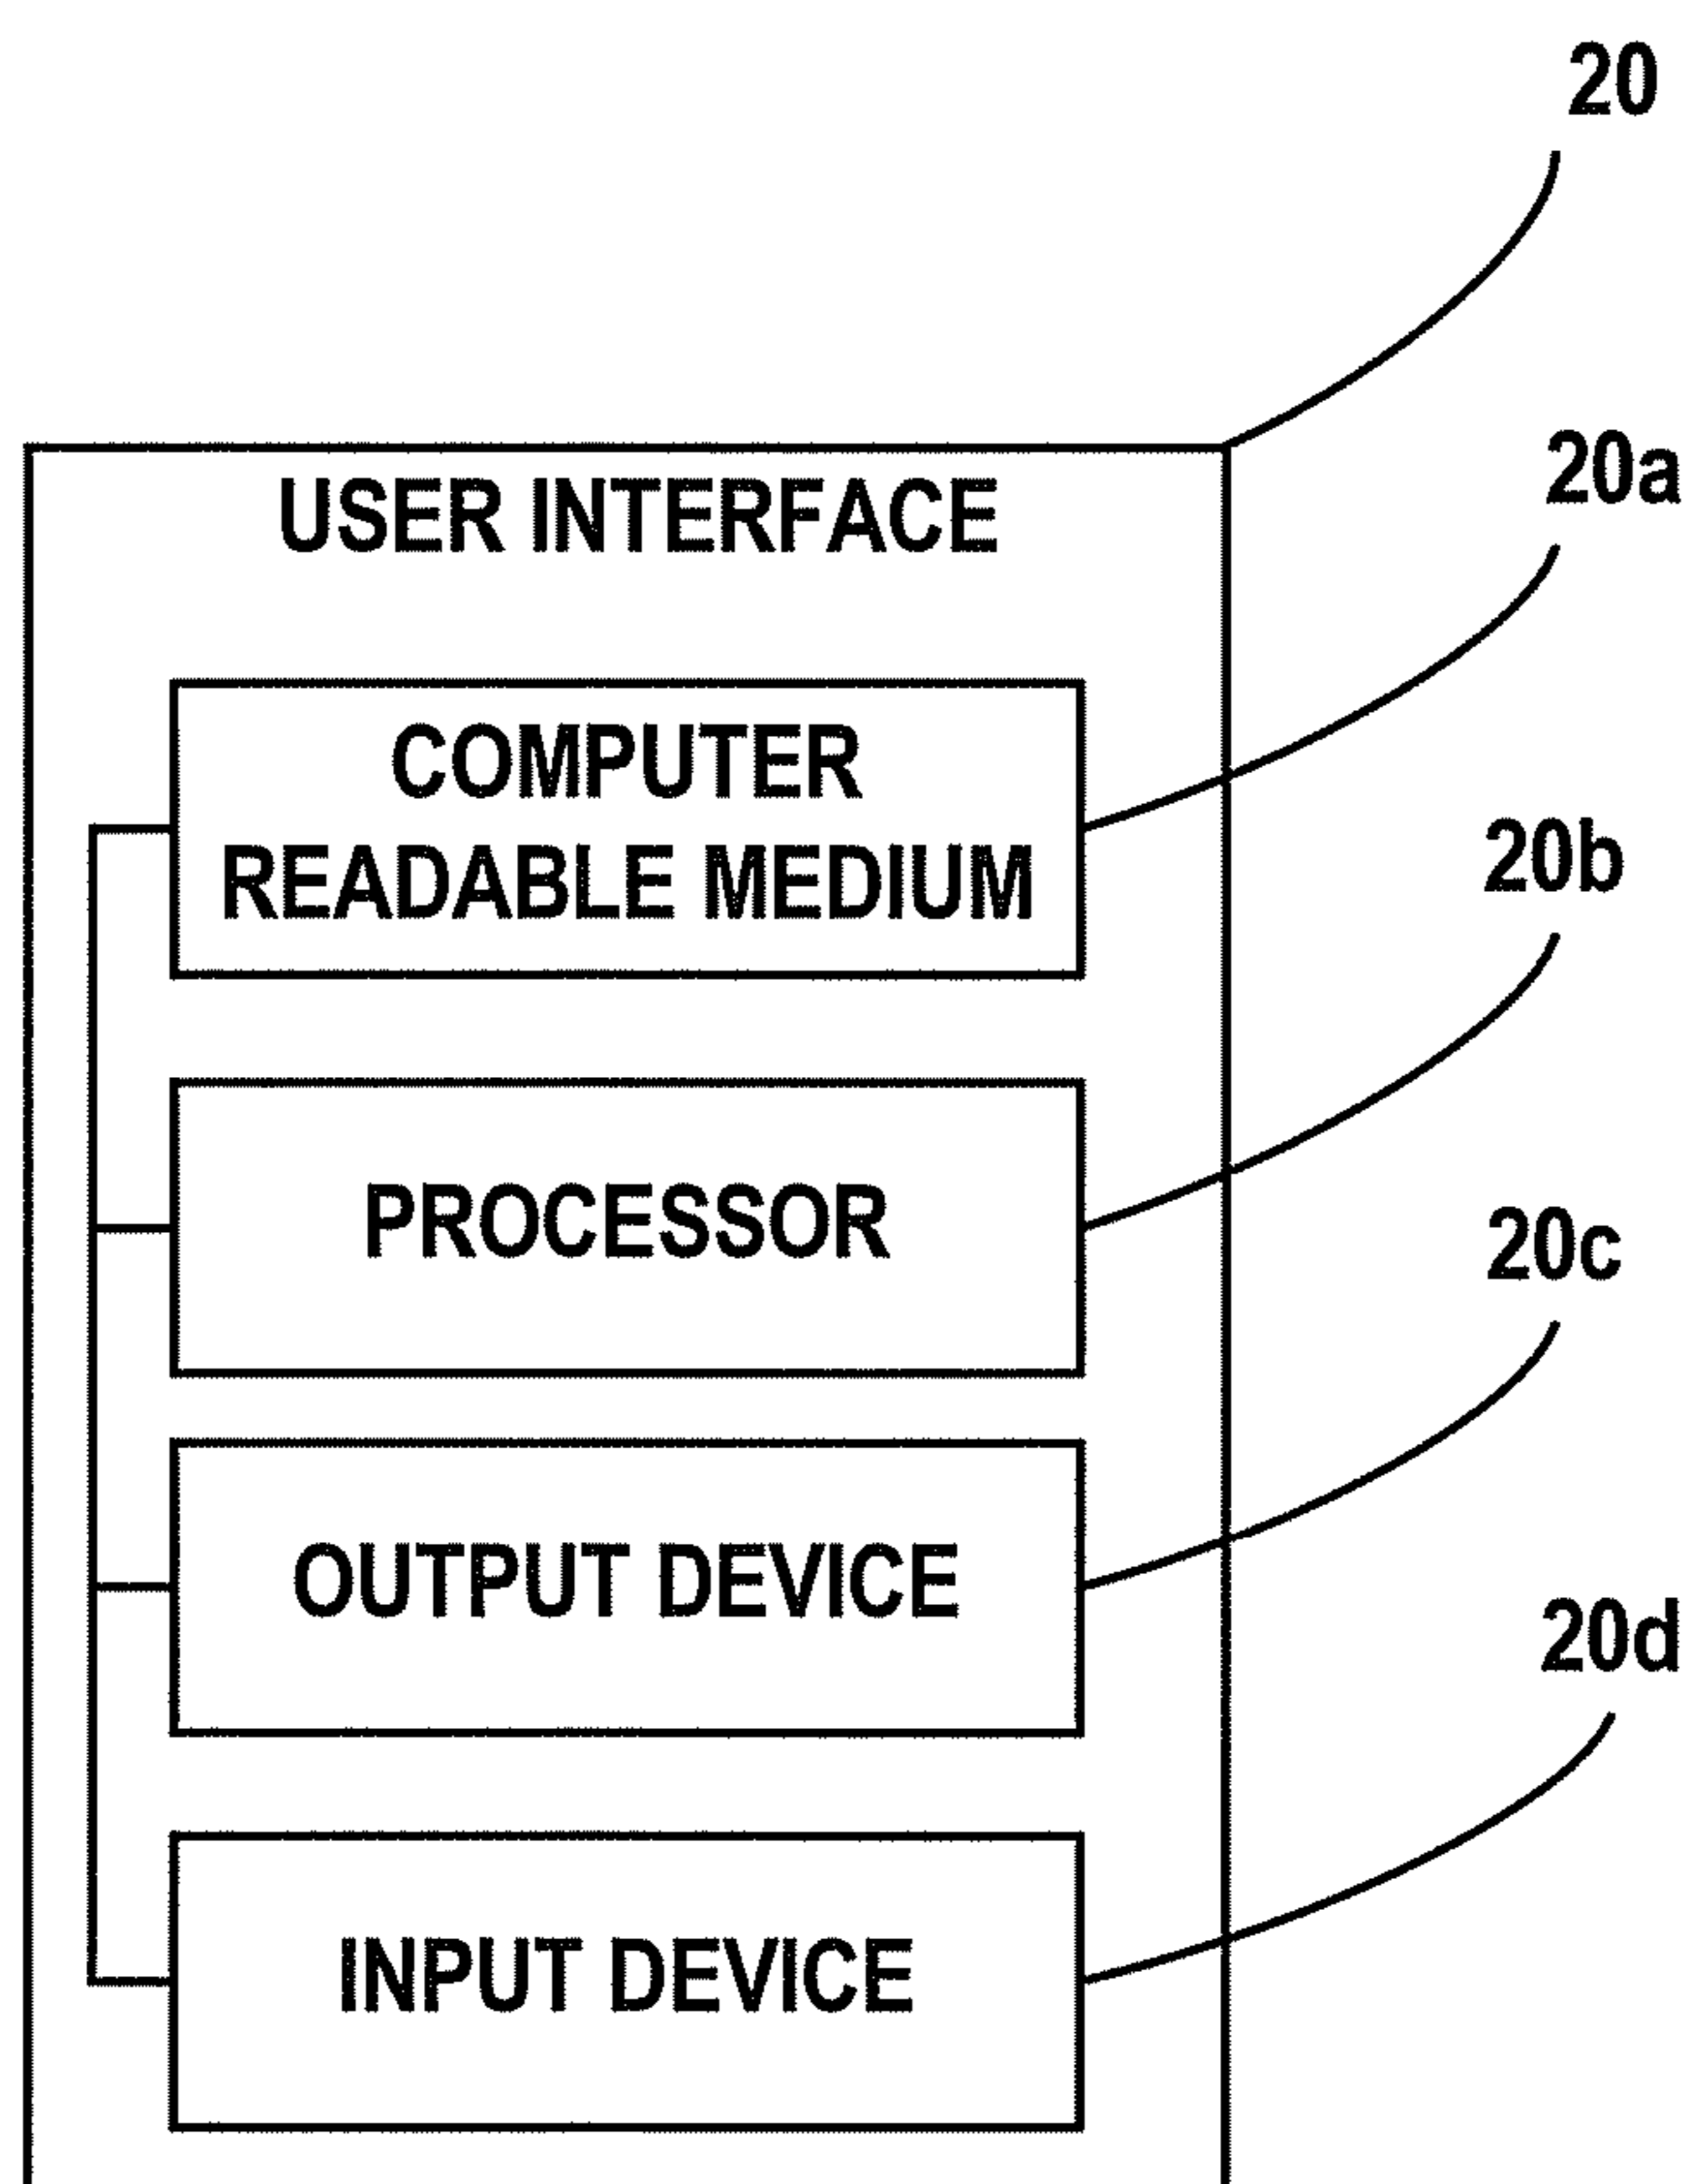 20
20a
USER INTERFACE
COMPUTER
READABLE MEDIUM
20b
PROCESSOR
20c
OUTPUT DEVICE
20d
INPUT DEVICE